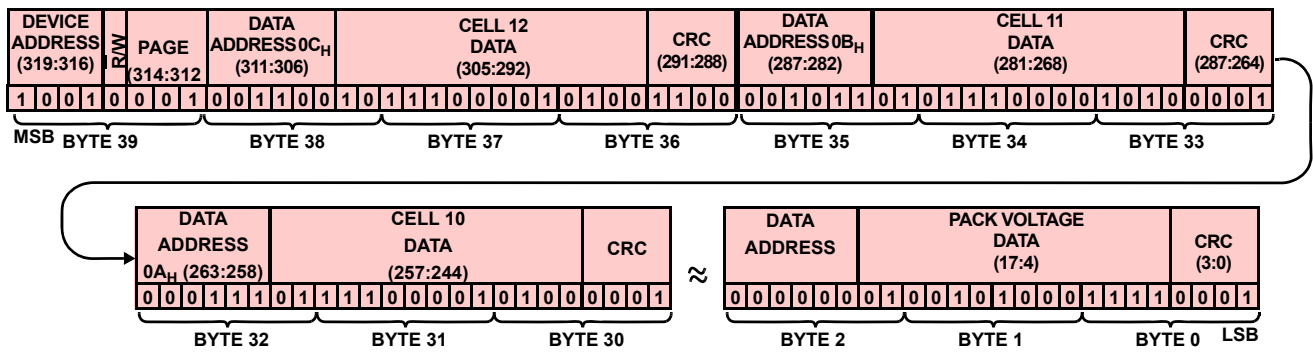 DEVICE ADDRESS (319:316)
R/W
PAGE (314:312
DATA ADDRESS 0CH (311:306)
CELL 12 DATA (305:292)
CRC (291:288)
DATA ADDRESS 0BH (287:282)
CELL 11 DATA (281:268)
CRC (287:264)
1 0 0 1 0 0 0 1 0 0 1 1 0 0 1 0 1 1 1 0 0 0 0 1 0 1 0 0 1 1 0 0 0 0 1 0 1 1 0 1 0 1 1 1 0 0 0 0 1 0 1 0 0 0 0 1
MSB BYTE 39 BYTE 38 BYTE 37 BYTE 36 BYTE 35 BYTE 34 BYTE 33
DATA ADDRESS 0AH (263:258)
CELL 10 DATA (257:244)
CRC
≈
DATA ADDRESS
PACK VOLTAGE DATA (17:4)
CRC (3:0)
0 0 0 1 1 1 0 1 1 1 1 0 0 0 0 1 0 1 0 0 0 0 0 1 0 0 0 0 0 0 0 1 0 0 1 0 1 0 0 0 1 1 1 1 0 0 0 1
BYTE 32 BYTE 31 BYTE 30 BYTE 2 BYTE 1 BYTE 0 LSB